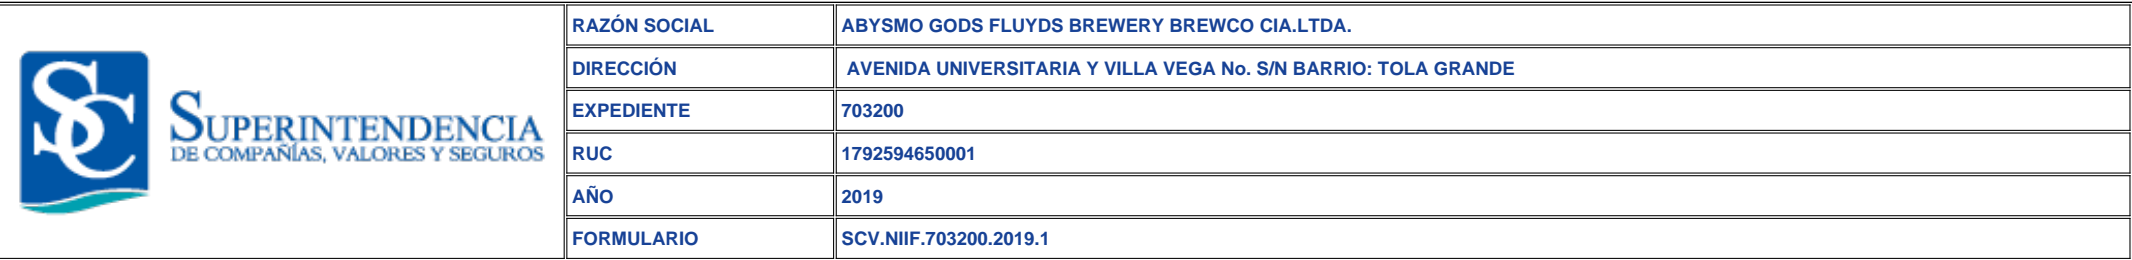 SC
SUPERINTENDENCIA
DE COMPAÑÍAS, VALORES Y SEGUROS
RAZÓN SOCIAL ABYSMO GODS FLUYDS BREWERY BREWCO CIA.LTDA.
DIRECCIÓN AVENIDA UNIVERSITARIA Y VILLA VEGA No. S/N BARRIO: TOLA GRANDE
EXPEDIENTE 703200
RUC 1792594650001
AÑO 2019
FORMULARIO SCV.NIIF.703200.2019.1